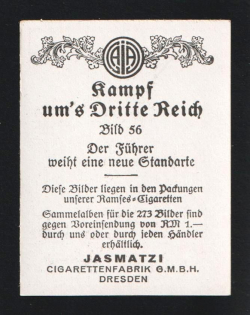 AJA
Kampf
um's Dritte Reich
Bild 56
Der Führer
weiht eine neue Standarte
Diese Bilder liegen in den Packungen
unserer Ramses=Cigaretten
Sammelalben für die 273 Bilder sind
gegen Voreinsendung von RM 1.—
durch uns oder durch jeden Händler
erhältlich.
JASMATZI
CIGARETTENFABRIK G.M.B.H.
DRESDEN